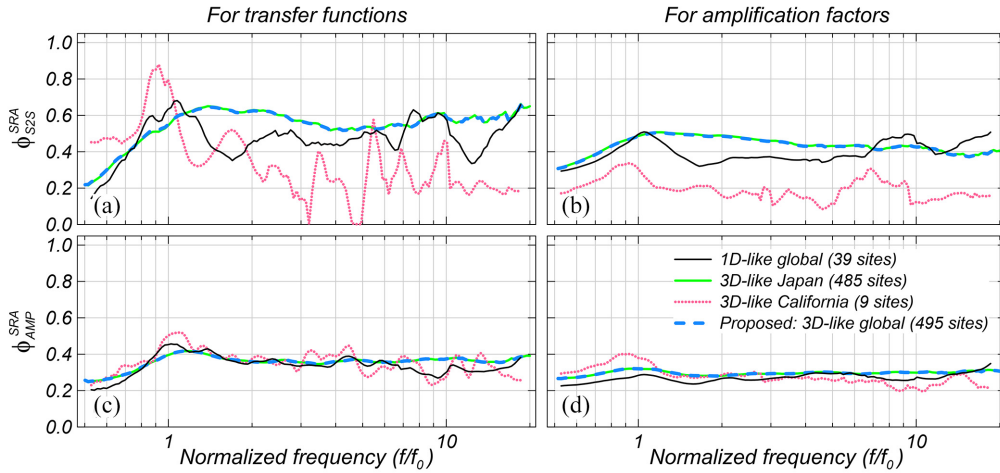 For transfer functions
For amplification factors
1.0
0.8
0.6
0.4
0.2
0.0
ϕ^SRA_S2S
(a)
(b)
1.0
0.8
0.6
0.4
0.2
0.0
ϕ^SRA_AMP
(c)
(d)
1D-like global (39 sites)
3D-like Japan (485 sites)
3D-like California (9 sites)
Proposed: 3D-like global (495 sites)
1
10
1
10
Normalized frequency (f/f₀)
Normalized frequency (f/f₀)